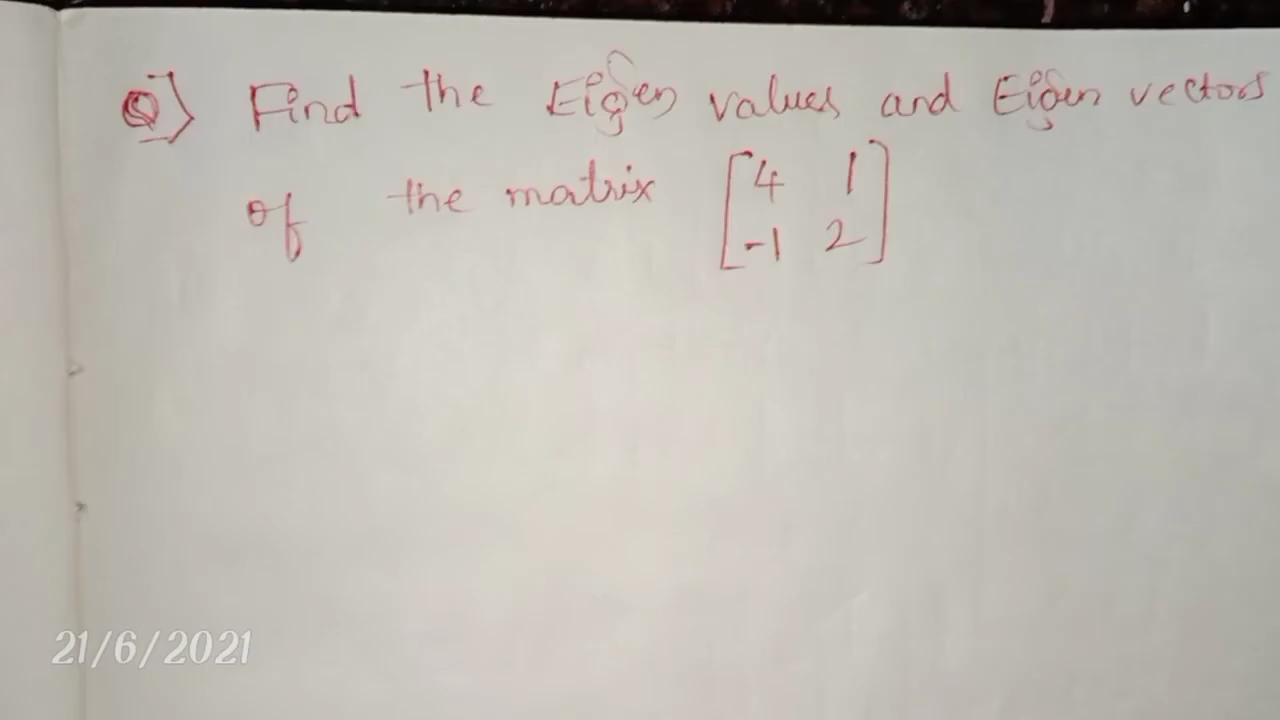 Q] Find the Eigen values and Eigen vectors
of the matrix [4 1
-1 2]
21/6/2021